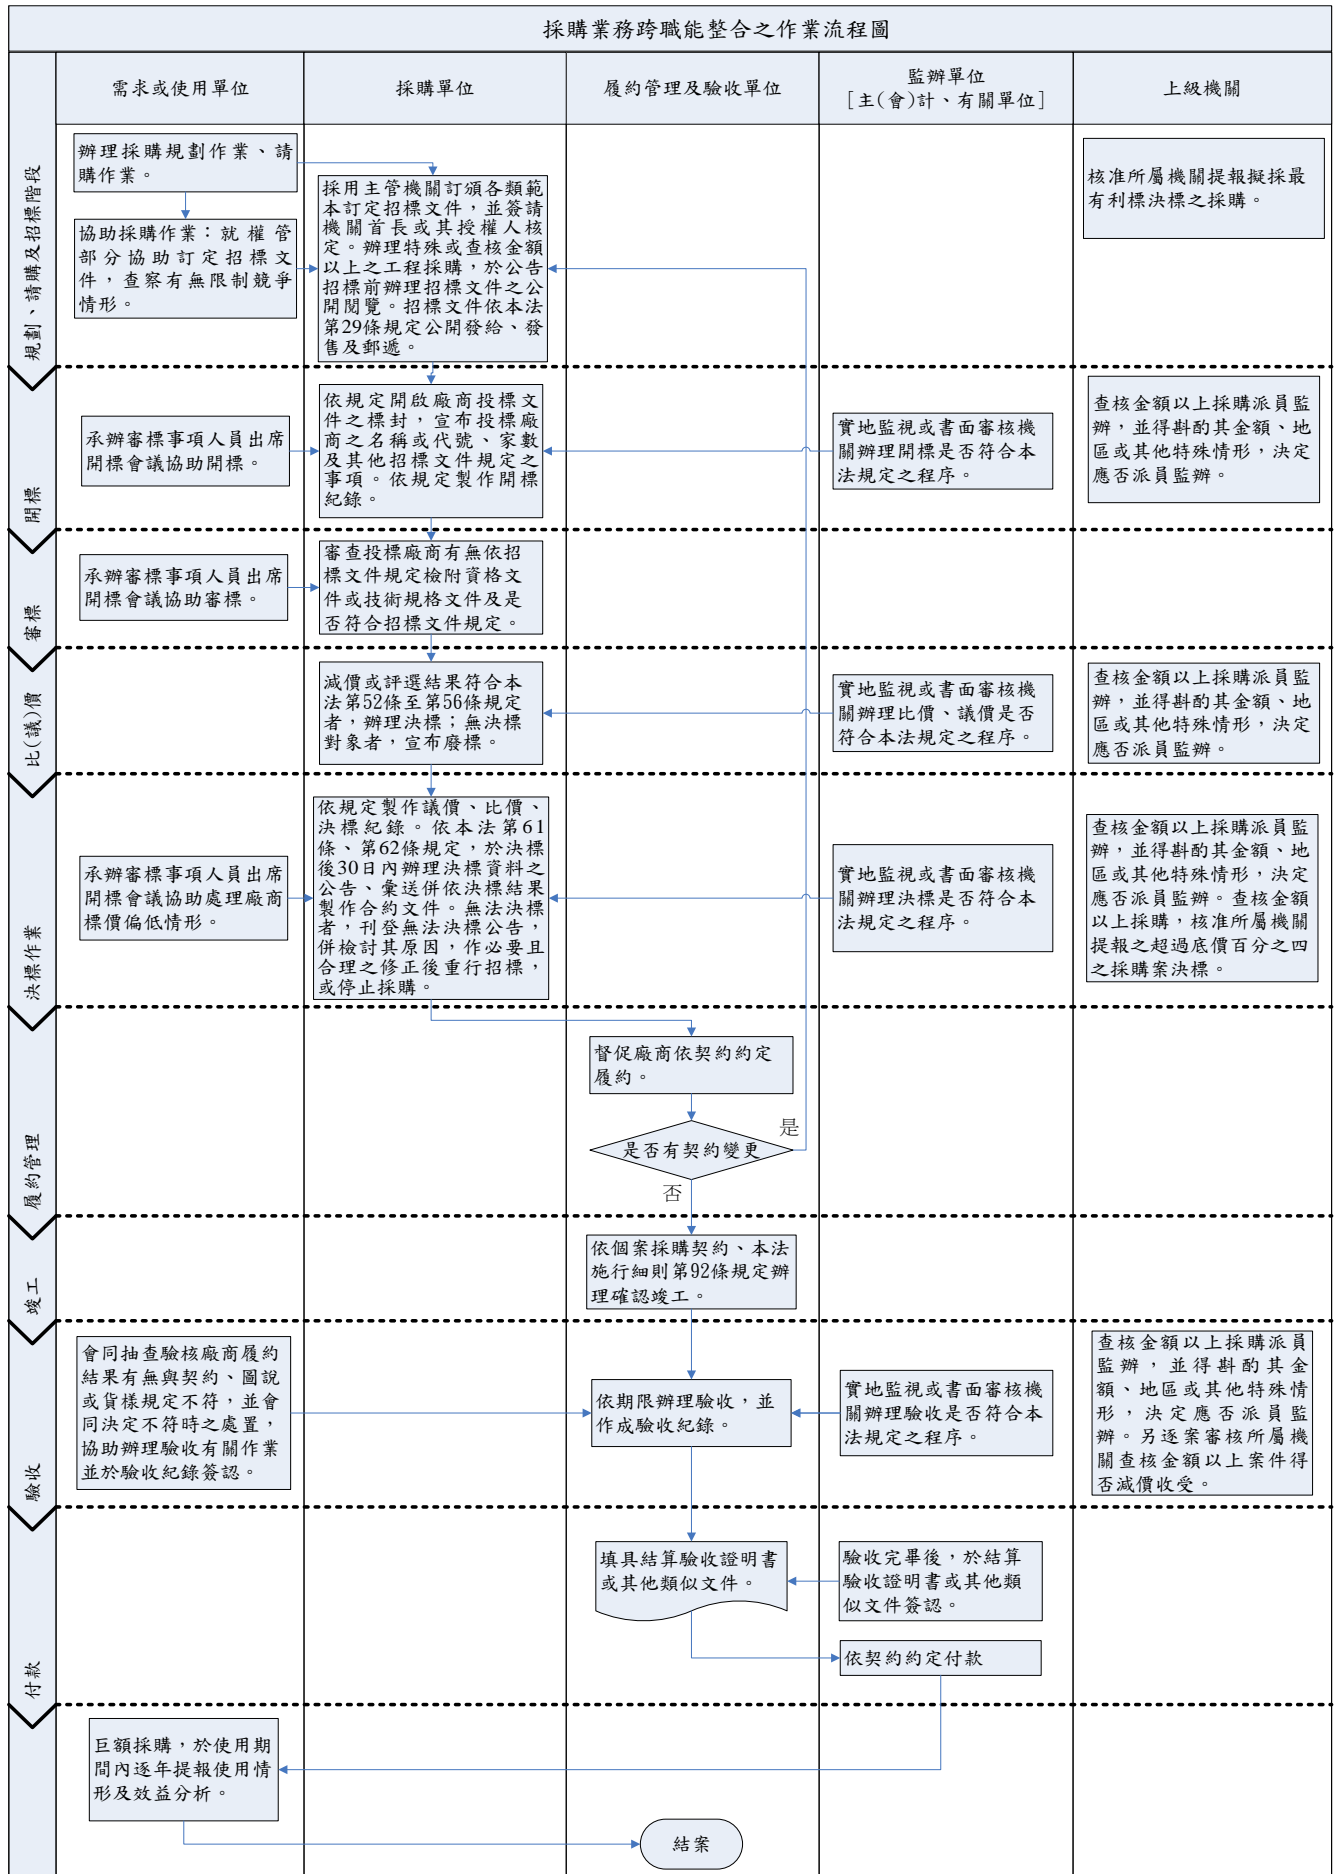 採購業務跨職能整合之作業流程圖
需求或使用單位
採購單位
履約管理及驗收單位
監辦單位
[主(會)計、有關單位]
上級機關
規劃、請購及招標階段
辦理採購規劃作業、請
購作業。
協助採購作業：就權管
部分協助訂定招標文
件，查察有無限制競爭
情形。
採用主管機關訂頒各類範
本訂定招標文件，並簽請
機關首長或其授權人核
定。辦理特殊或查核金額
以上之工程採購，於公告
招標前辦理招標文件之公
開閱覽。招標文件依本法
第29條規定公開發給、發
售及郵遞。
核准所屬機關提報擬採最
有利標決標之採購。
開標
承辦審標事項人員出席
開標會議協助開標。
依規定開啟廠商投標文
件之標封，宣布投標廠
商之名稱或代號、家數
及其他招標文件規定之
事項。依規定製作開標
紀錄。
實地監視或書面審核機
關辦理開標是否符合本
法規定之程序。
查核金額以上採購派員監
辦，並得斟酌其金額、地
區或其他特殊情形，決定
應否派員監辦。
審標
承辦審標事項人員出席
開標會議協助審標。
審查投標廠商有無依招
標文件規定檢附資格文
件或技術規格文件及是
否符合招標文件規定。
比(議)價
減價或評選結果符合本
法第52條至第56條規定
者，辦理決標；無決標
對象者，宣布廢標。
實地監視或書面審核機
關辦理比價、議價是否
符合本法規定之程序。
查核金額以上採購派員監
辦，並得斟酌其金額、地
區或其他特殊情形，決定
應否派員監辦。
決標作業
承辦審標事項人員出席
開標會議協助處理廠商
標價偏低情形。
依規定製作議價、比價、
決標紀錄。依本法第61
條、第62條規定，於決標
後30日內辦理決標資料之
公告、彙送併依決標結果
製作合約文件。無法決標
者，刊登無法決標公告，
併檢討其原因，作必要且
合理之修正後重行招標，
或停止採購。
實地監視或書面審核機
關辦理決標是否符合本
法規定之程序。
查核金額以上採購派員監
辦，並得斟酌其金額、地
區或其他特殊情形，決定
應否派員監辦。查核金額
以上採購，核准所屬機關
提報之超過底價百分之四
之採購案決標。
履約管理
督促廠商依契約約定
履約。
是否有契約變更
是
否
竣工
依個案採購契約、本法
施行細則第92條規定辦
理確認竣工。
驗收
會同抽查驗核廠商履約
結果有無與契約、圖說
或貨樣規定不符，並會
同決定不符時之處置，
協助辦理驗收有關作業
並於驗收紀錄簽認。
依期限辦理驗收，並
作成驗收紀錄。
實地監視或書面審核機
關辦理驗收是否符合本
法規定之程序。
查核金額以上採購派員
監辦，並得斟酌其金
額、地區或其他特殊情
形，決定應否派員監
辦。另逐案審核所屬機
關查核金額以上案件得
否減價收受。
付款
填具結算驗收證明書
或其他類似文件。
驗收完畢後，於結算
驗收證明書或其他類
似文件簽認。
依契約約定付款
巨額採購，於使用期
間內逐年提報使用情
形及效益分析。
結案